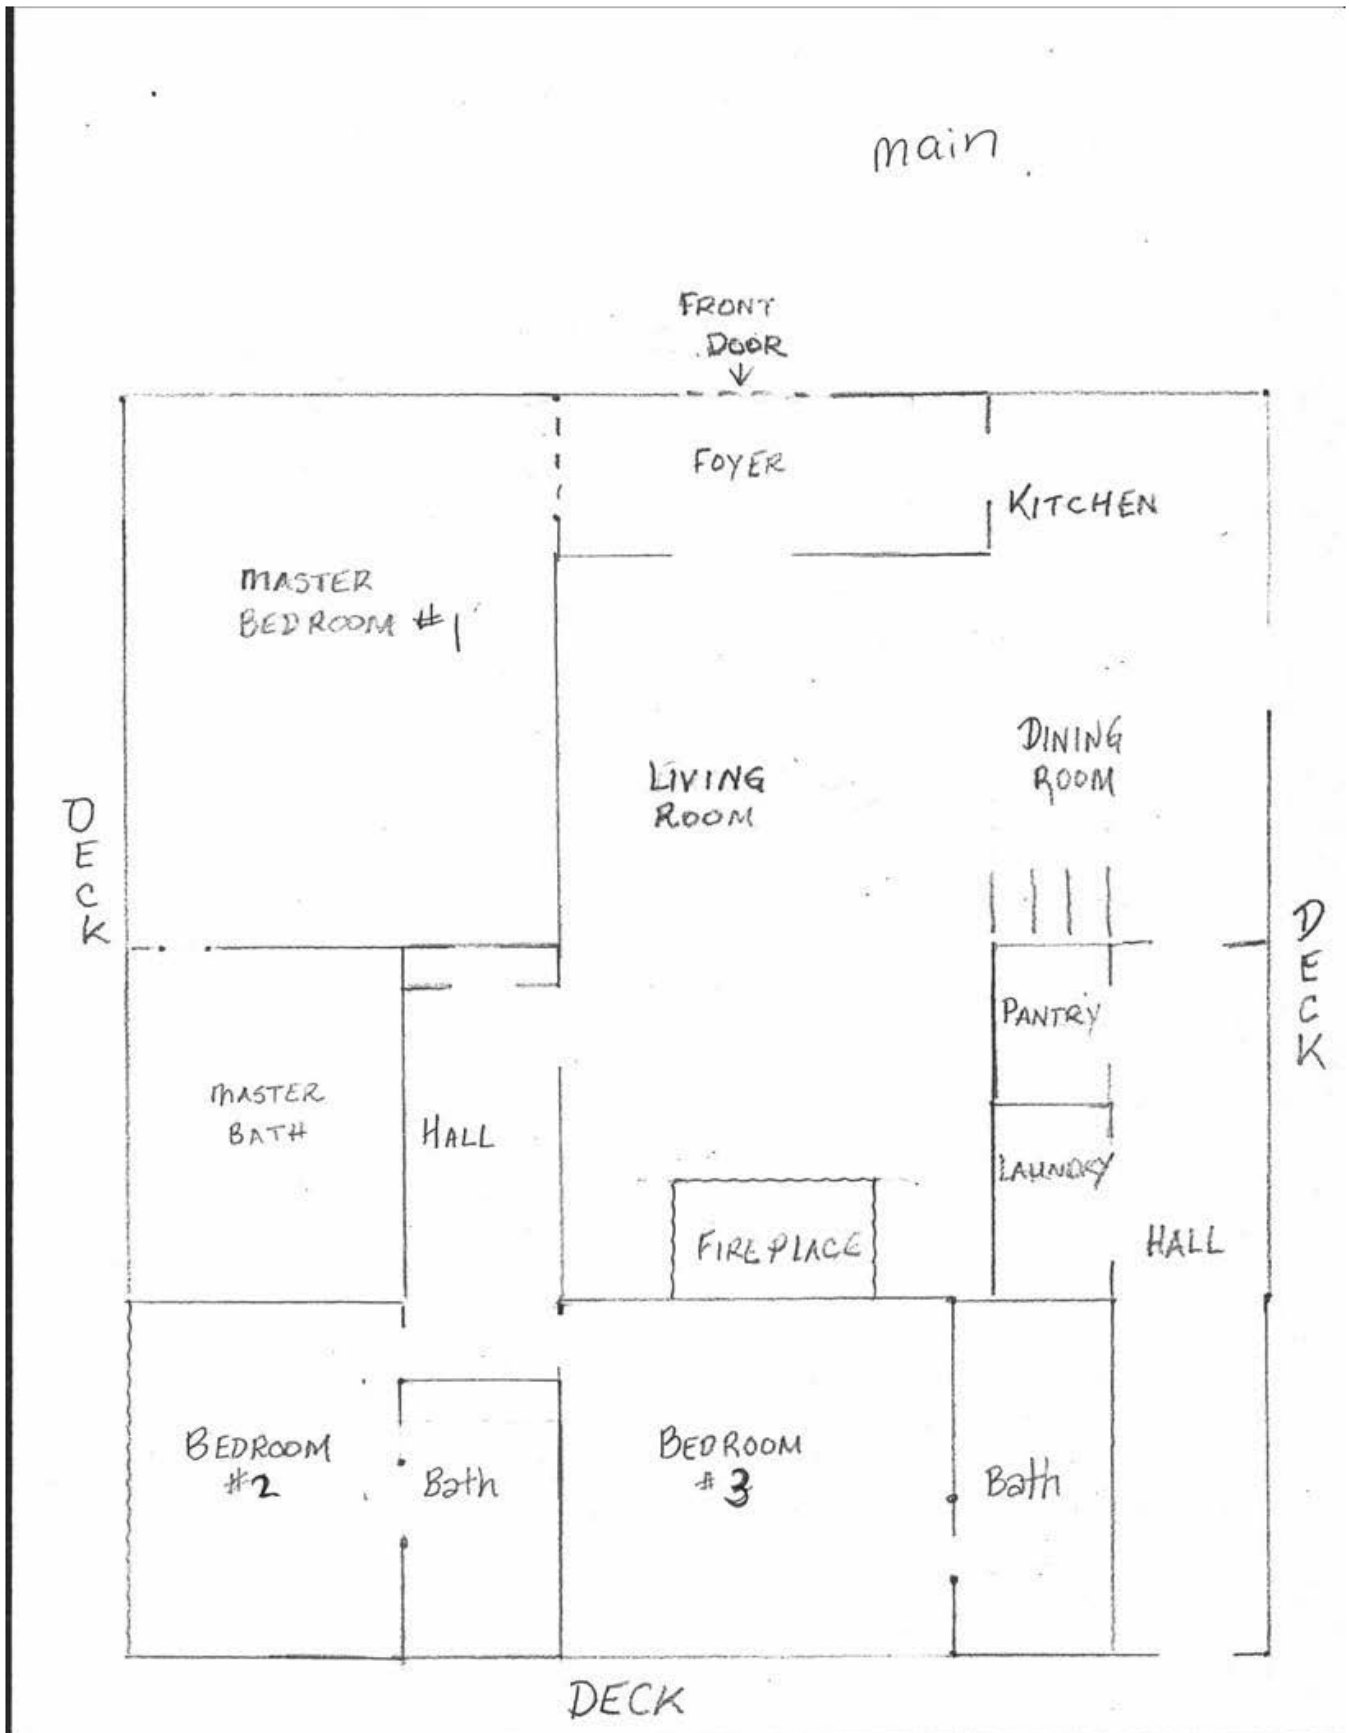 main
FRONT
DOOR
FOYER
KITCHEN
MASTER
BEDROOM #1
DINING
ROOM
LIVING
ROOM
DECK
DECK
PANTRY
MASTER
BATH
HALL
LAUNDRY
FIREPLACE
HALL
BEDROOM
#2
Bath
BEDROOM
#3
Bath
DECK